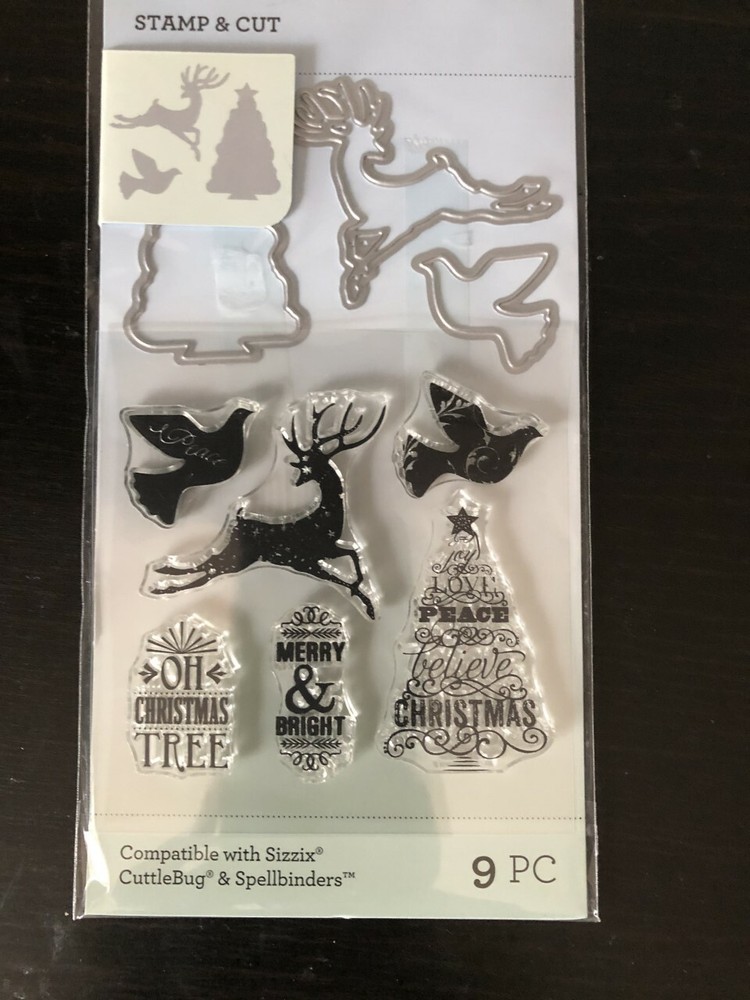 STAMP & CUT
Peace
joy
LOVE
PEACE
believe
CHRISTMAS
OH
CHRISTMAS
TREE
MERRY
&
BRIGHT
Compatible with Sizzix®
CuttleBug® & Spellbinders™
9 PC